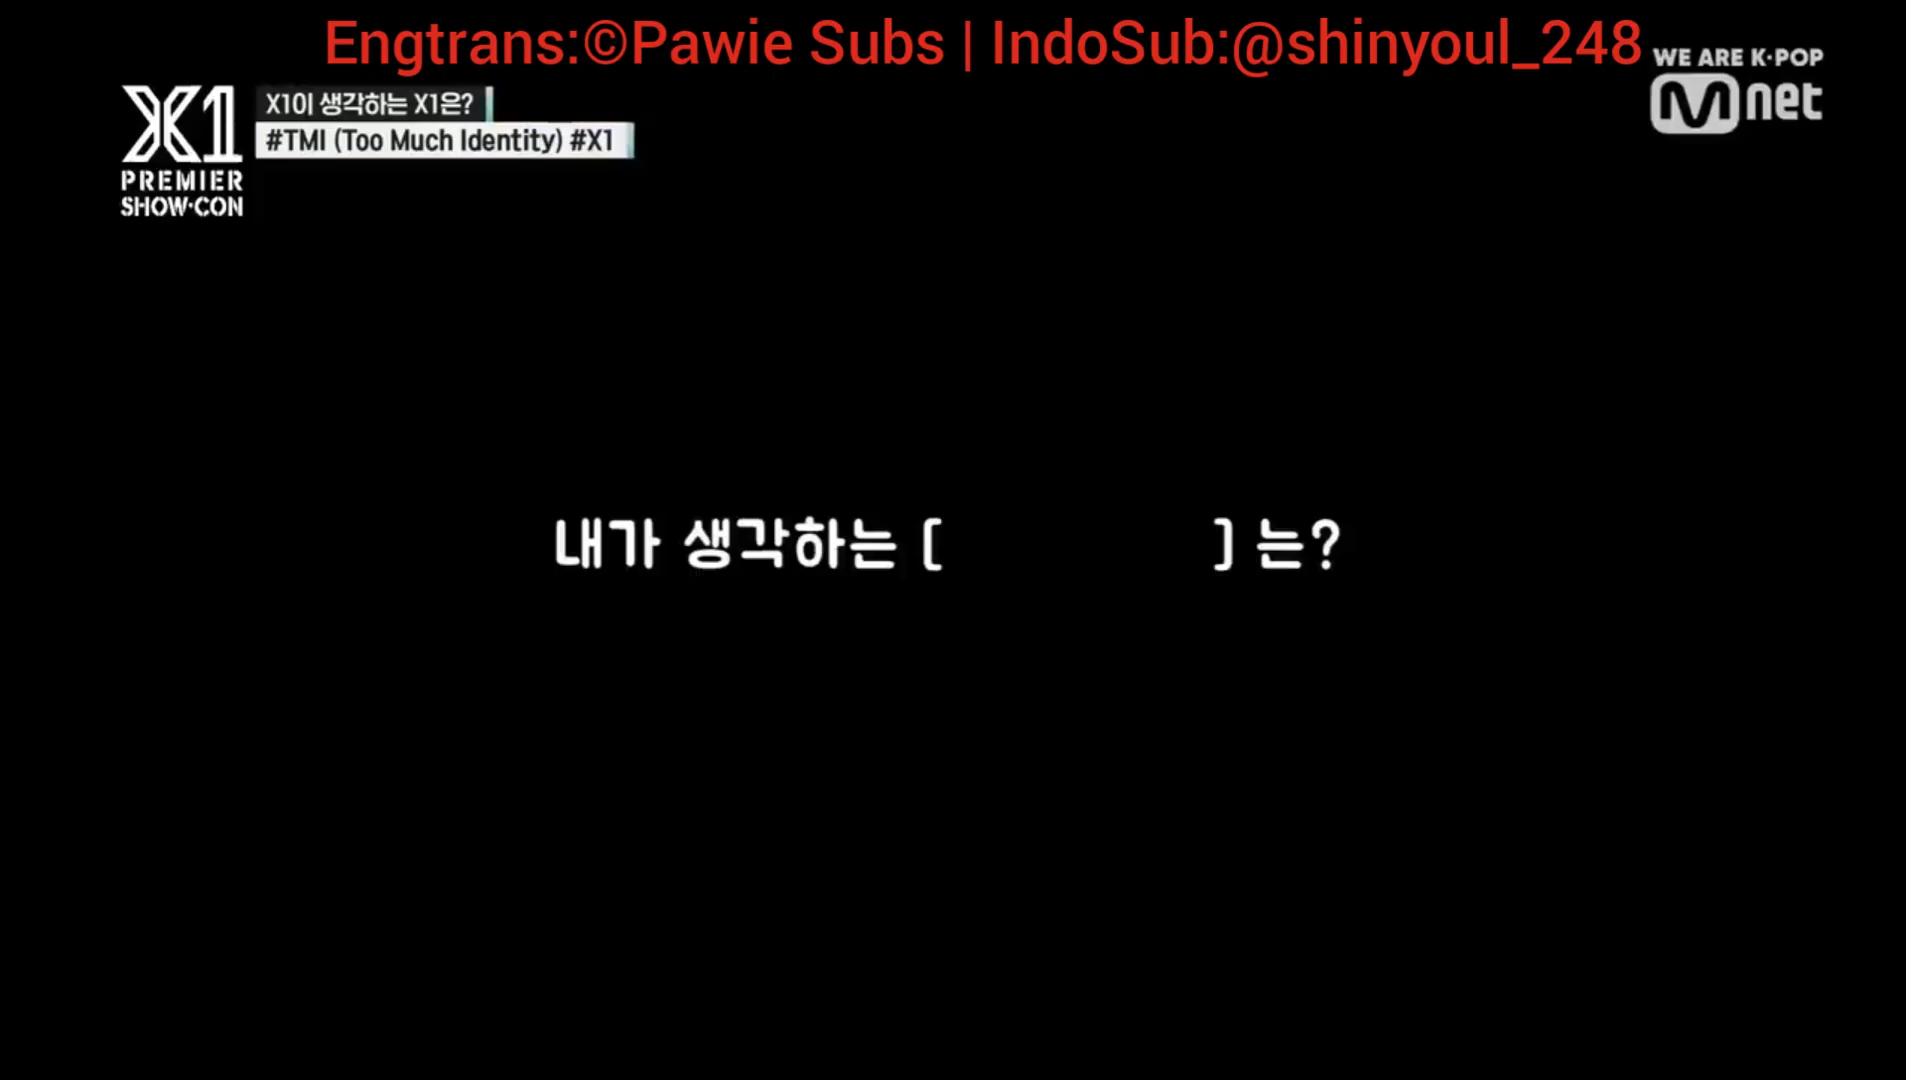 Engtrans:©Pawie Subs | IndoSub:@shinyoul_248
WE ARE K·POP
Mnet
X1
PREMIER
SHOW·CON
X1이 생각하는 X1은?
#TMI (Too Much Identity) #X1
내가 생각하는 [ ] 는?